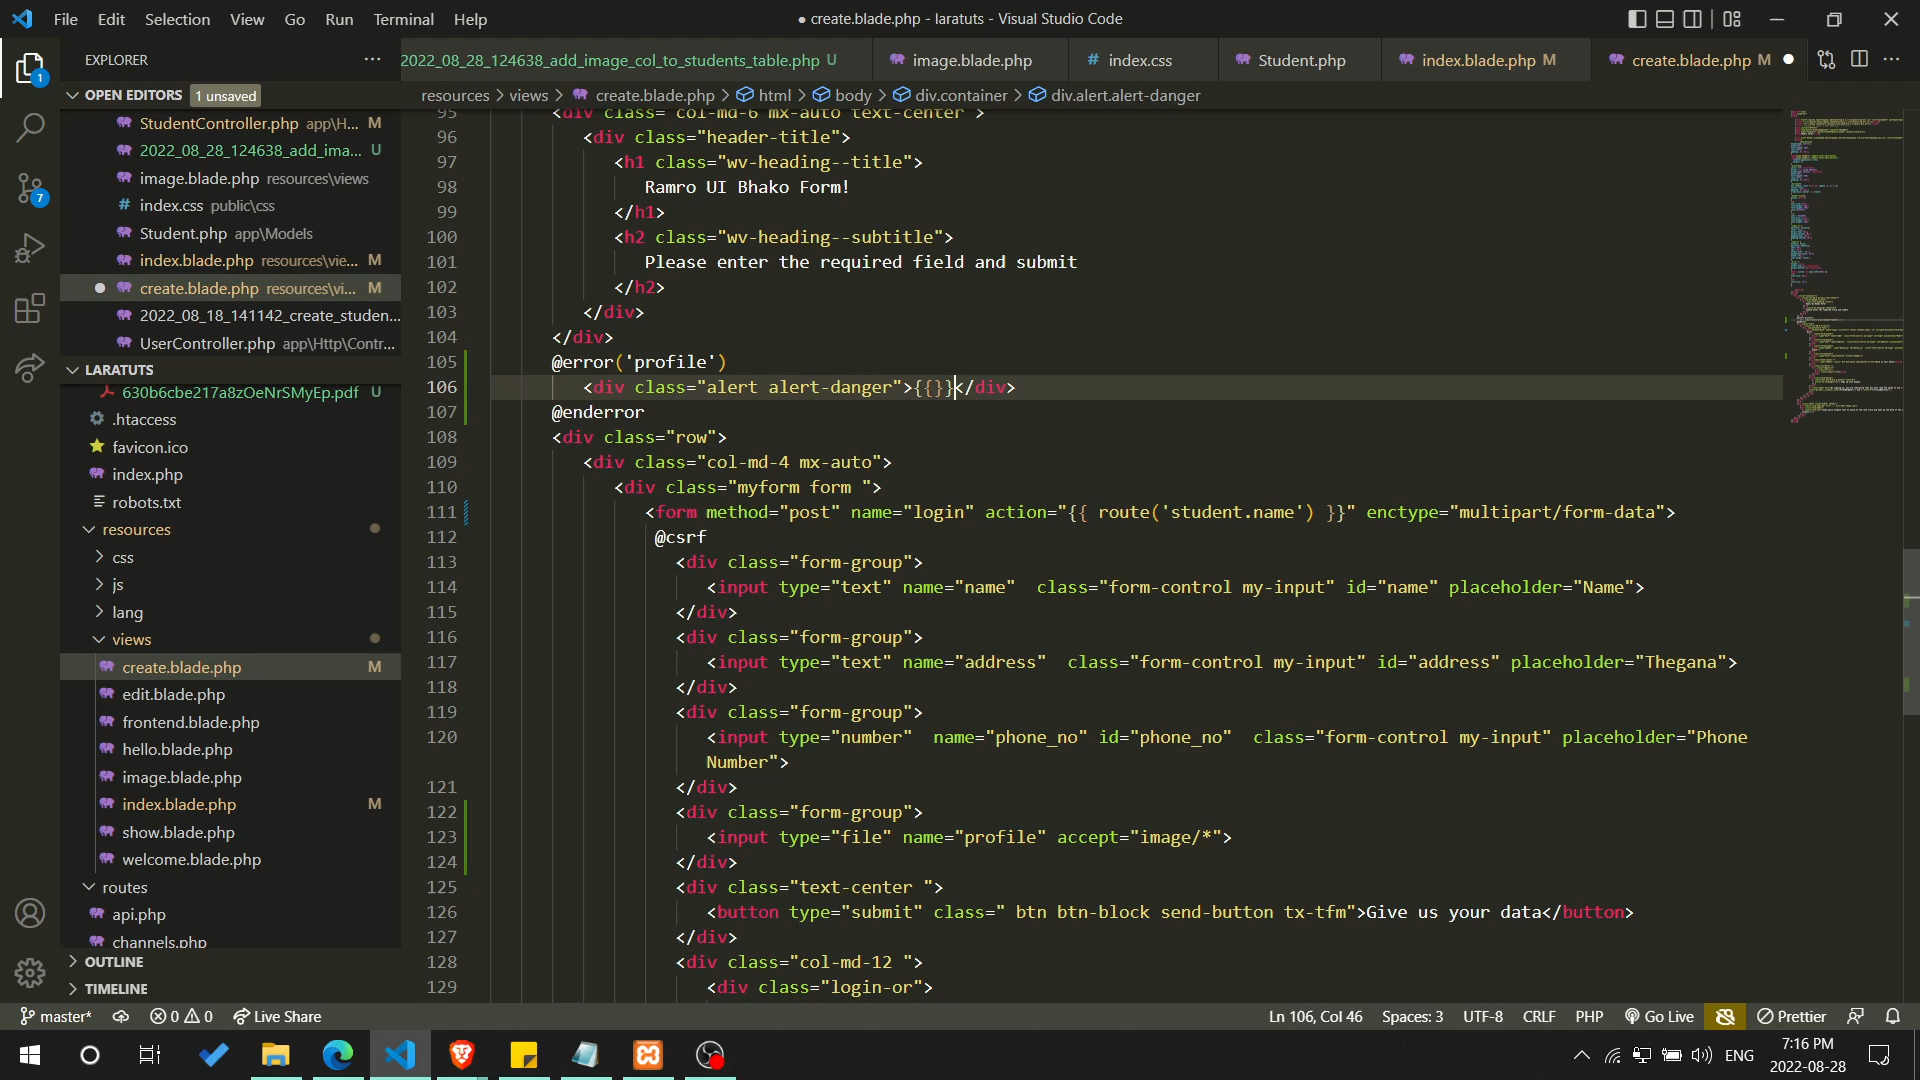 File Edit Selection View Go Run Terminal Help
● create.blade.php - laratuts - Visual Studio Code
EXPLORER
2022_08_28_124638_add_image_col_to_students_table.php U
image.blade.php
index.css
Student.php
index.blade.php M
create.blade.php M
OPEN EDITORS 1 unsaved
StudentController.php app\H... M
2022_08_28_124638_add_ima... U
image.blade.php resources\views
index.css public\css
Student.php app\Models
index.blade.php resources\vie... M
create.blade.php resources\vi... M
2022_08_18_141142_create_studen...
UserController.php app\Http\Contr...
LARATUTS
630b6cbe217a8zOeNrSMyEp.pdf U
.htaccess
favicon.ico
index.php
robots.txt
resources
css
js
lang
views
create.blade.php M
edit.blade.php
frontend.blade.php
hello.blade.php
image.blade.php
index.blade.php M
show.blade.php
welcome.blade.php
routes
api.php
channels.php
OUTLINE
TIMELINE
resources > views > create.blade.php > html > body > div.container > div.alert.alert-danger
95 <div class="col-md-6 mx-auto text-center">
96 <div class="header-title">
97 <h1 class="wv-heading--title">
98 Ramro UI Bhako Form!
99 </h1>
100 <h2 class="wv-heading--subtitle">
101 Please enter the required field and submit
102 </h2>
103 </div>
104 </div>
105 @error('profile')
106 <div class="alert alert-danger">{{}}</div>
107 @enderror
108 <div class="row">
109 <div class="col-md-4 mx-auto">
110 <div class="myform form ">
111 <form method="post" name="login" action="{{ route('student.name') }}" enctype="multipart/form-data">
112 @csrf
113 <div class="form-group">
114 <input type="text" name="name"  class="form-control my-input" id="name" placeholder="Name">
115 </div>
116 <div class="form-group">
117 <input type="text" name="address"  class="form-control my-input" id="address" placeholder="Thegana">
118 </div>
119 <div class="form-group">
120 <input type="number"  name="phone_no" id="phone_no"  class="form-control my-input" placeholder="Phone
Number">
121 </div>
122 <div class="form-group">
123 <input type="file" name="profile" accept="image/*">
124 </div>
125 <div class="text-center ">
126 <button type="submit" class=" btn btn-block send-button tx-tfm">Give us your data</button>
127 </div>
128 <div class="col-md-12 ">
129 <div class="login-or">
1
7
master* 0 0 Live Share
Ln 106, Col 46 Spaces: 3 UTF-8 CRLF PHP Go Live Prettier
ENG
7:16 PM
2022-08-28